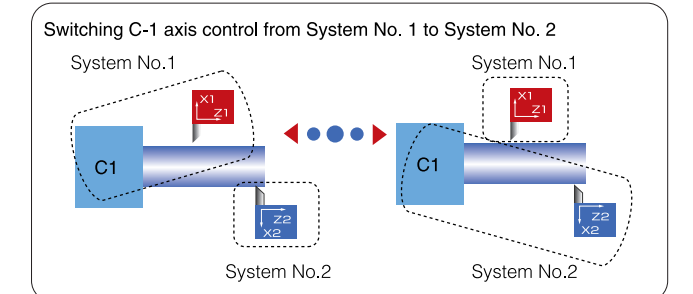 Switching C-1 axis control from System No. 1 to System No. 2
System No.1
System No.1
X1
Z1
X1
Z1
C1
C1
Z2
X2
Z2
X2
System No.2
System No.2